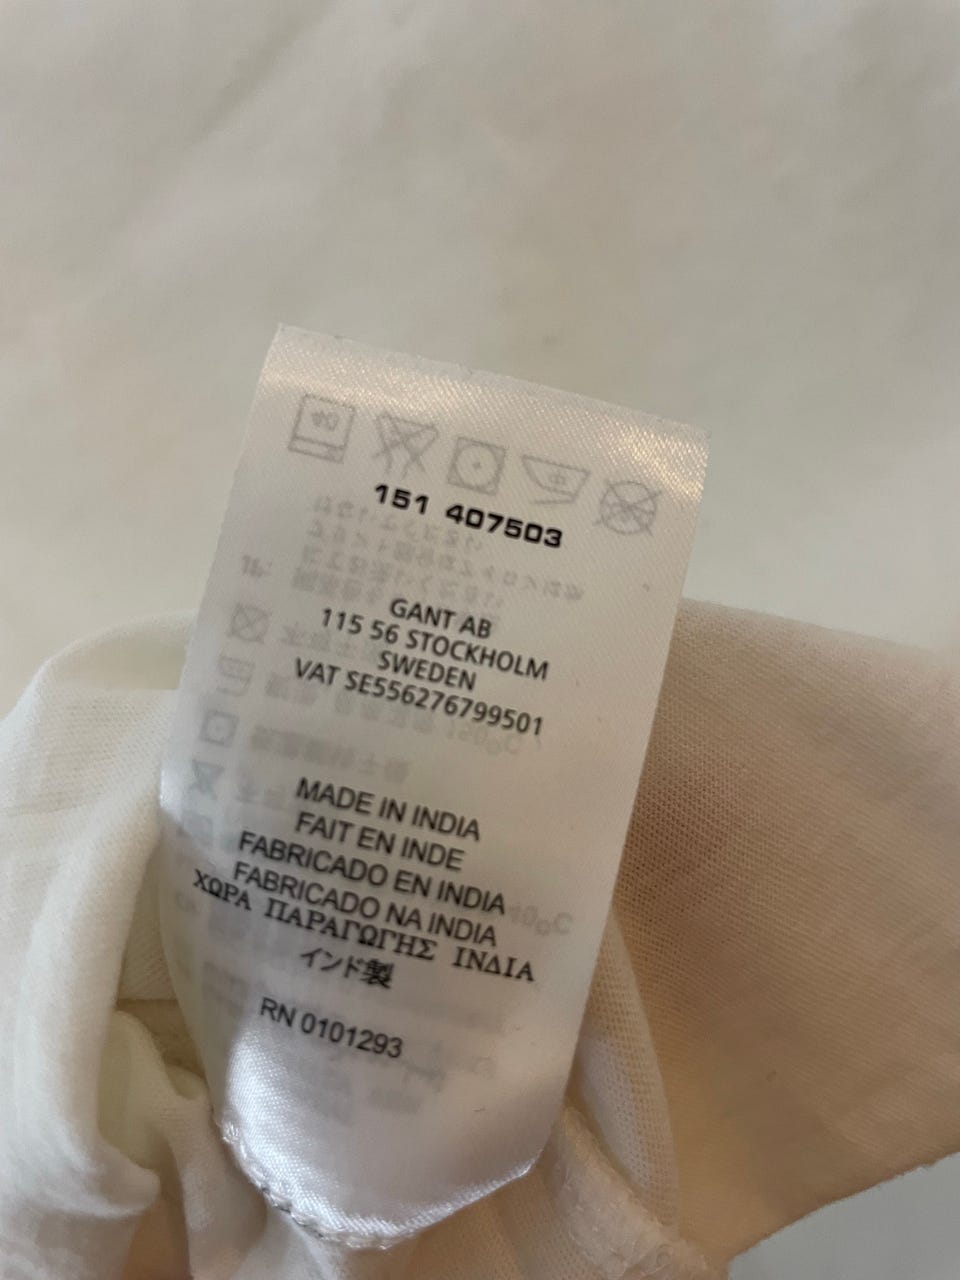 151 407503
GANT AB
115 56 STOCKHOLM
SWEDEN
VAT SE556276799501
MADE IN INDIA
FAIT EN INDE
FABRICADO EN INDIA
FABRICADO NA INDIA
ΧΩΡΑ ΠΑΡΑΓΩΓΗΣ ΙΝΔΙΑ
インド製
RN 0101293